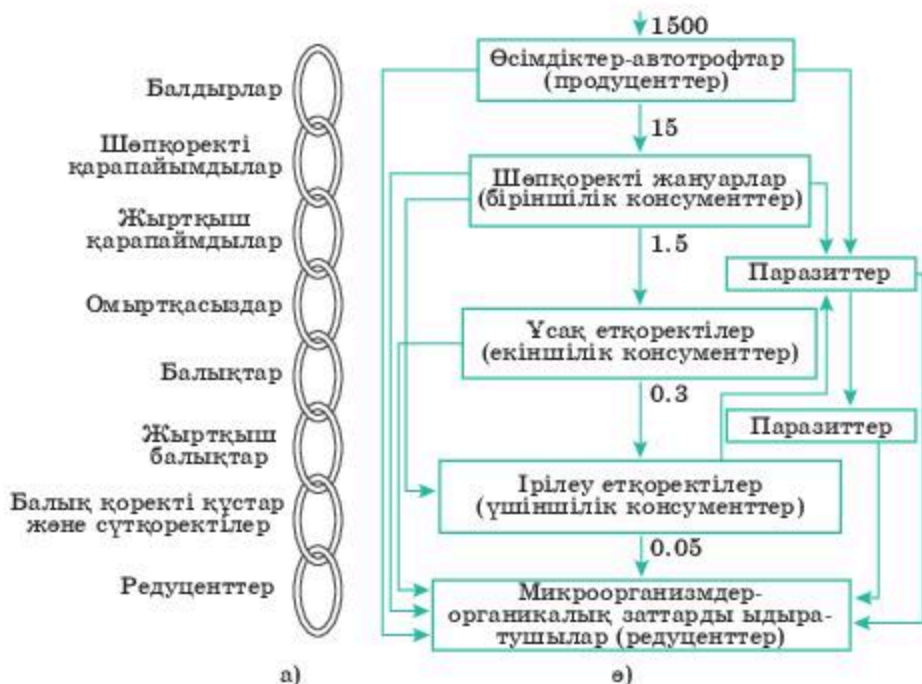 Балдырлар
Шөпқоректі
қарапайымдылар
Жыртқыш
қарапаймдылар
Омыртқасыздар
Балықтар
Жыртқыш
балықтар
Балық қоректі құстар
және сүтқоректілер
Редуценттер
а)
1500
Өсімдіктер-автотрофтар
(продуценттер)
15
Шөпқоректі жануарлар
(біріншілік консументтер)
1.5
Паразиттер
Ұсақ етқоректілер
(екіншілік консументтер)
0.3
Паразиттер
Ірілеу етқоректілер
(үшіншілік консументтер)
0.05
Микроорганизмдер-
органикалық заттарды ыдыра-
тушылар (редуценттер)
ә)